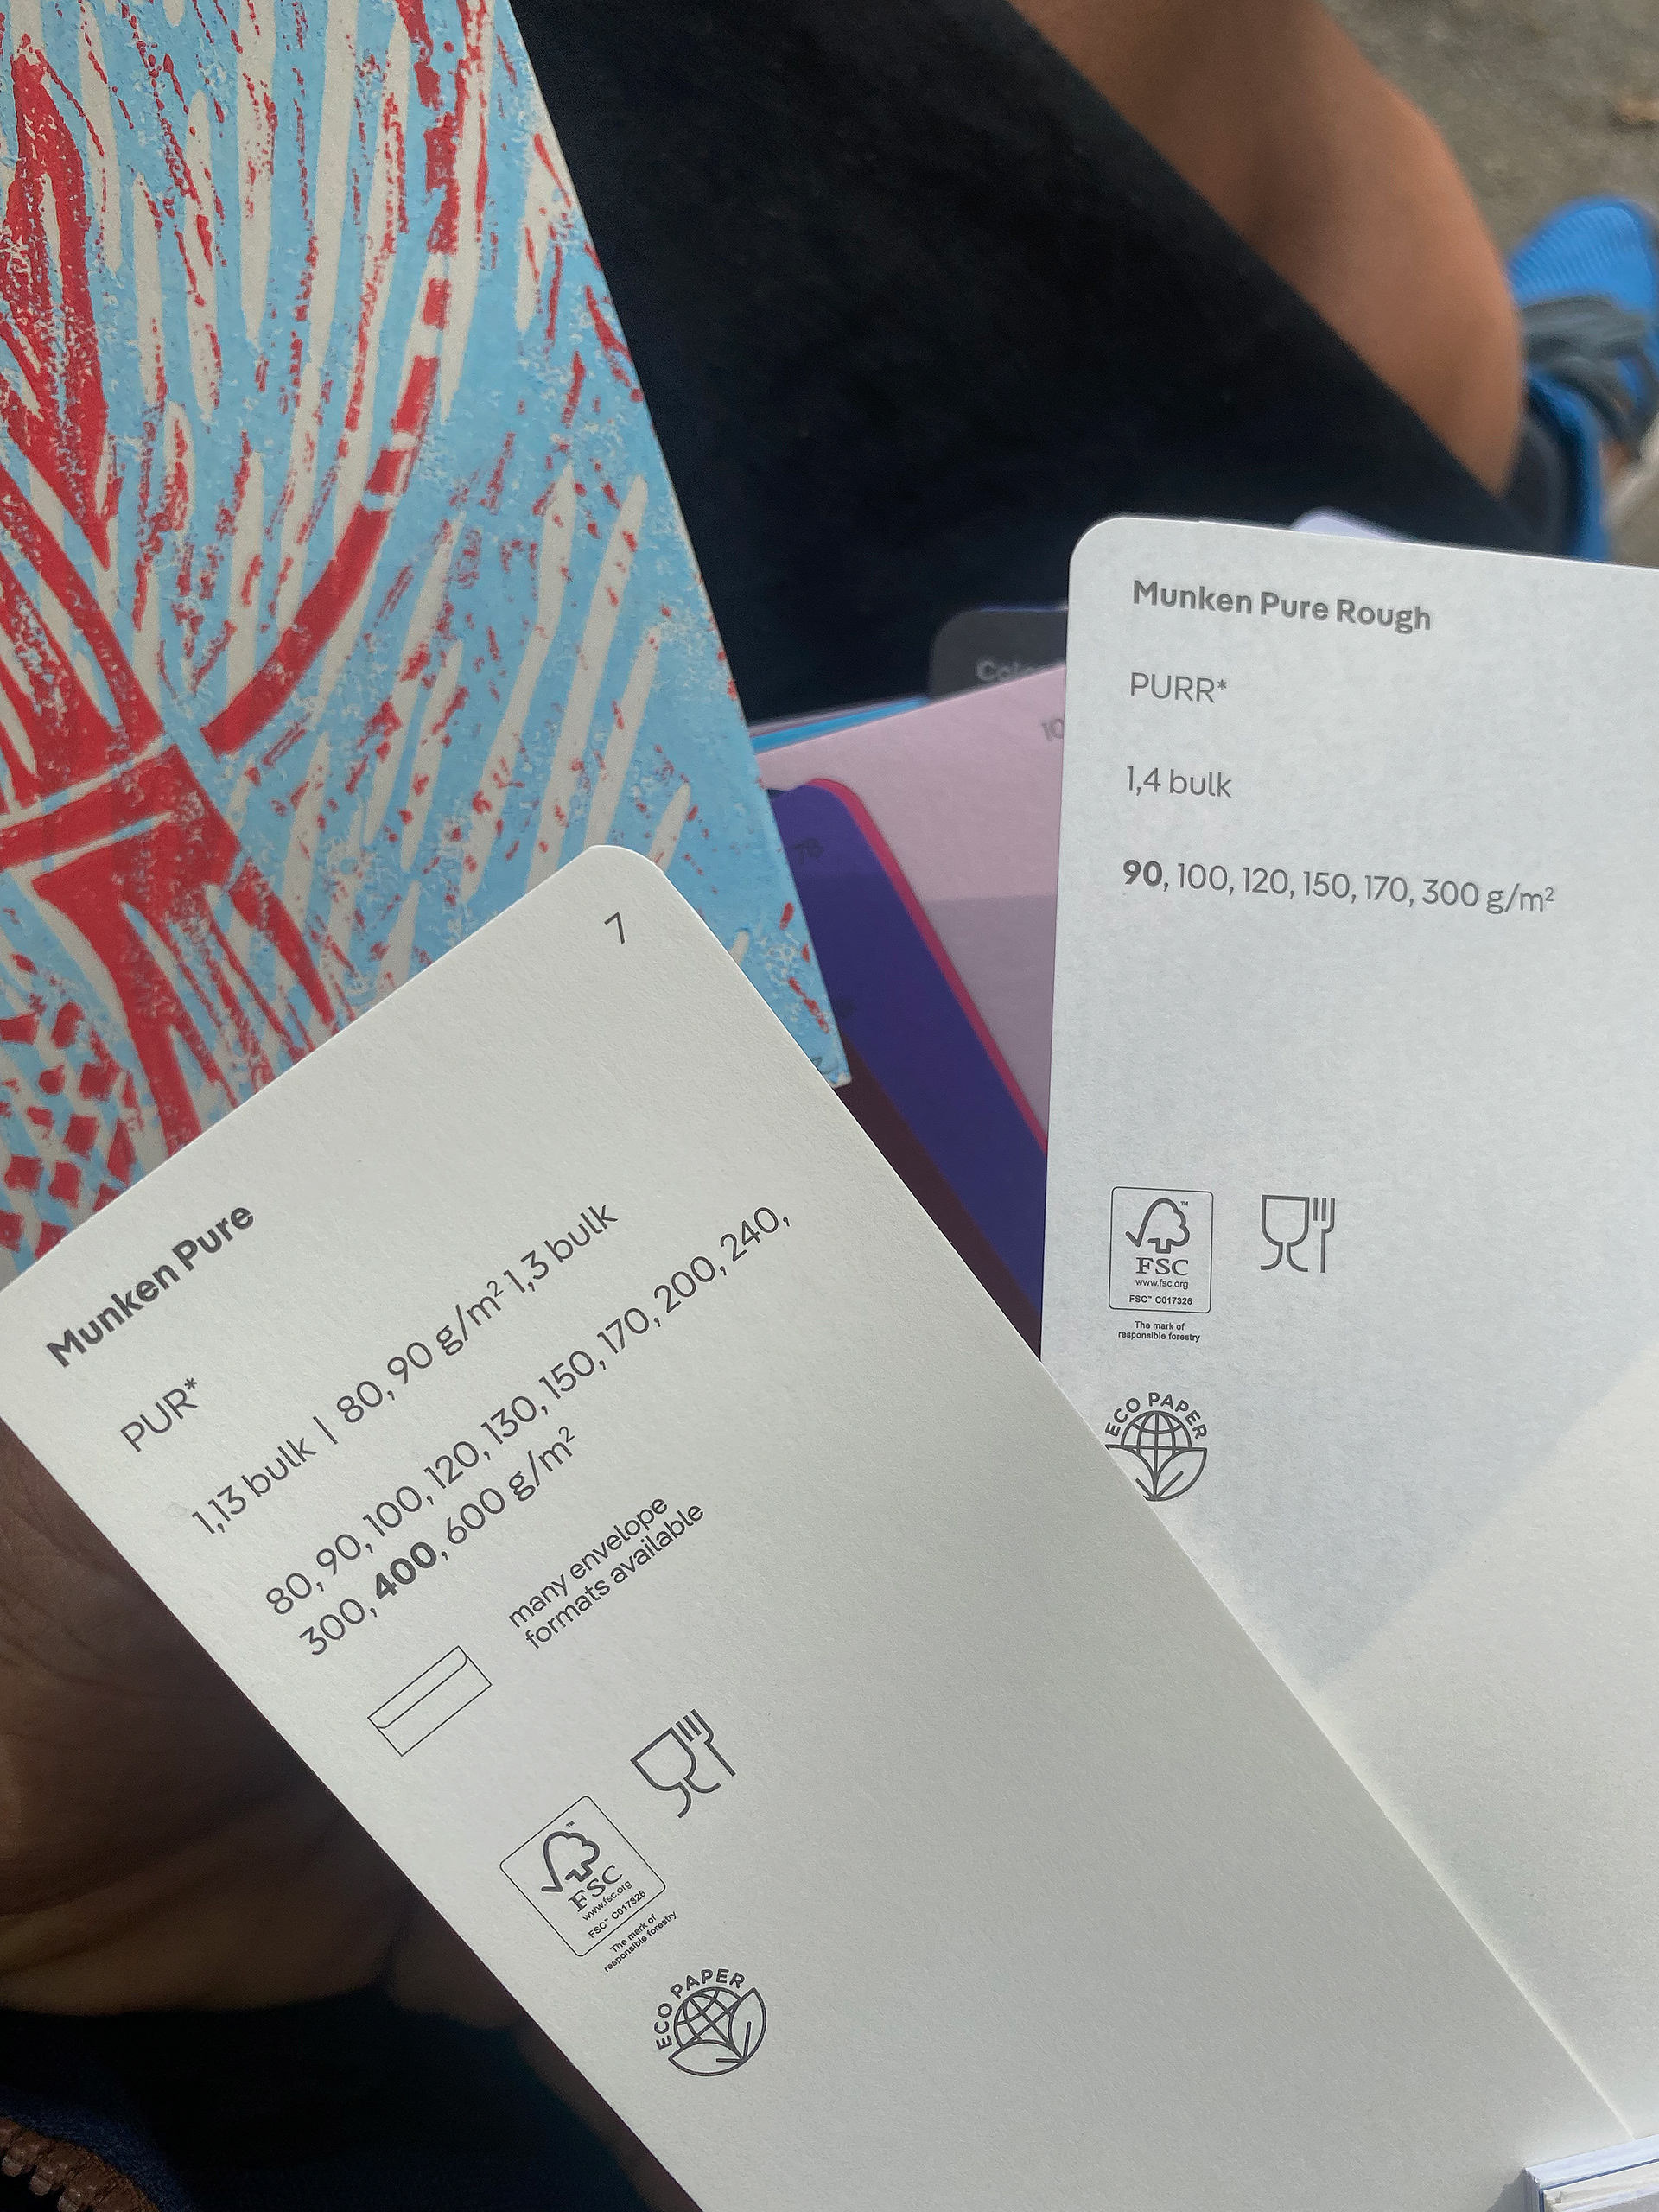 Munken Pure Rough
PURR*
1,4 bulk
90, 100, 120, 150, 170, 300 g/m²
FSC
www.fsc.org
FSC™ C017326
The mark of
responsible forestry
ECO PAPER
7
Munken Pure
PUR*
1,13 bulk | 80, 90 g/m² 1,3 bulk
80, 90, 100, 120, 130, 150, 170, 200, 240,
300, 400, 600 g/m²
many envelope
formats available
FSC
www.fsc.org
FSC™ C017326
The mark of
responsible forestry
ECO PAPER
78